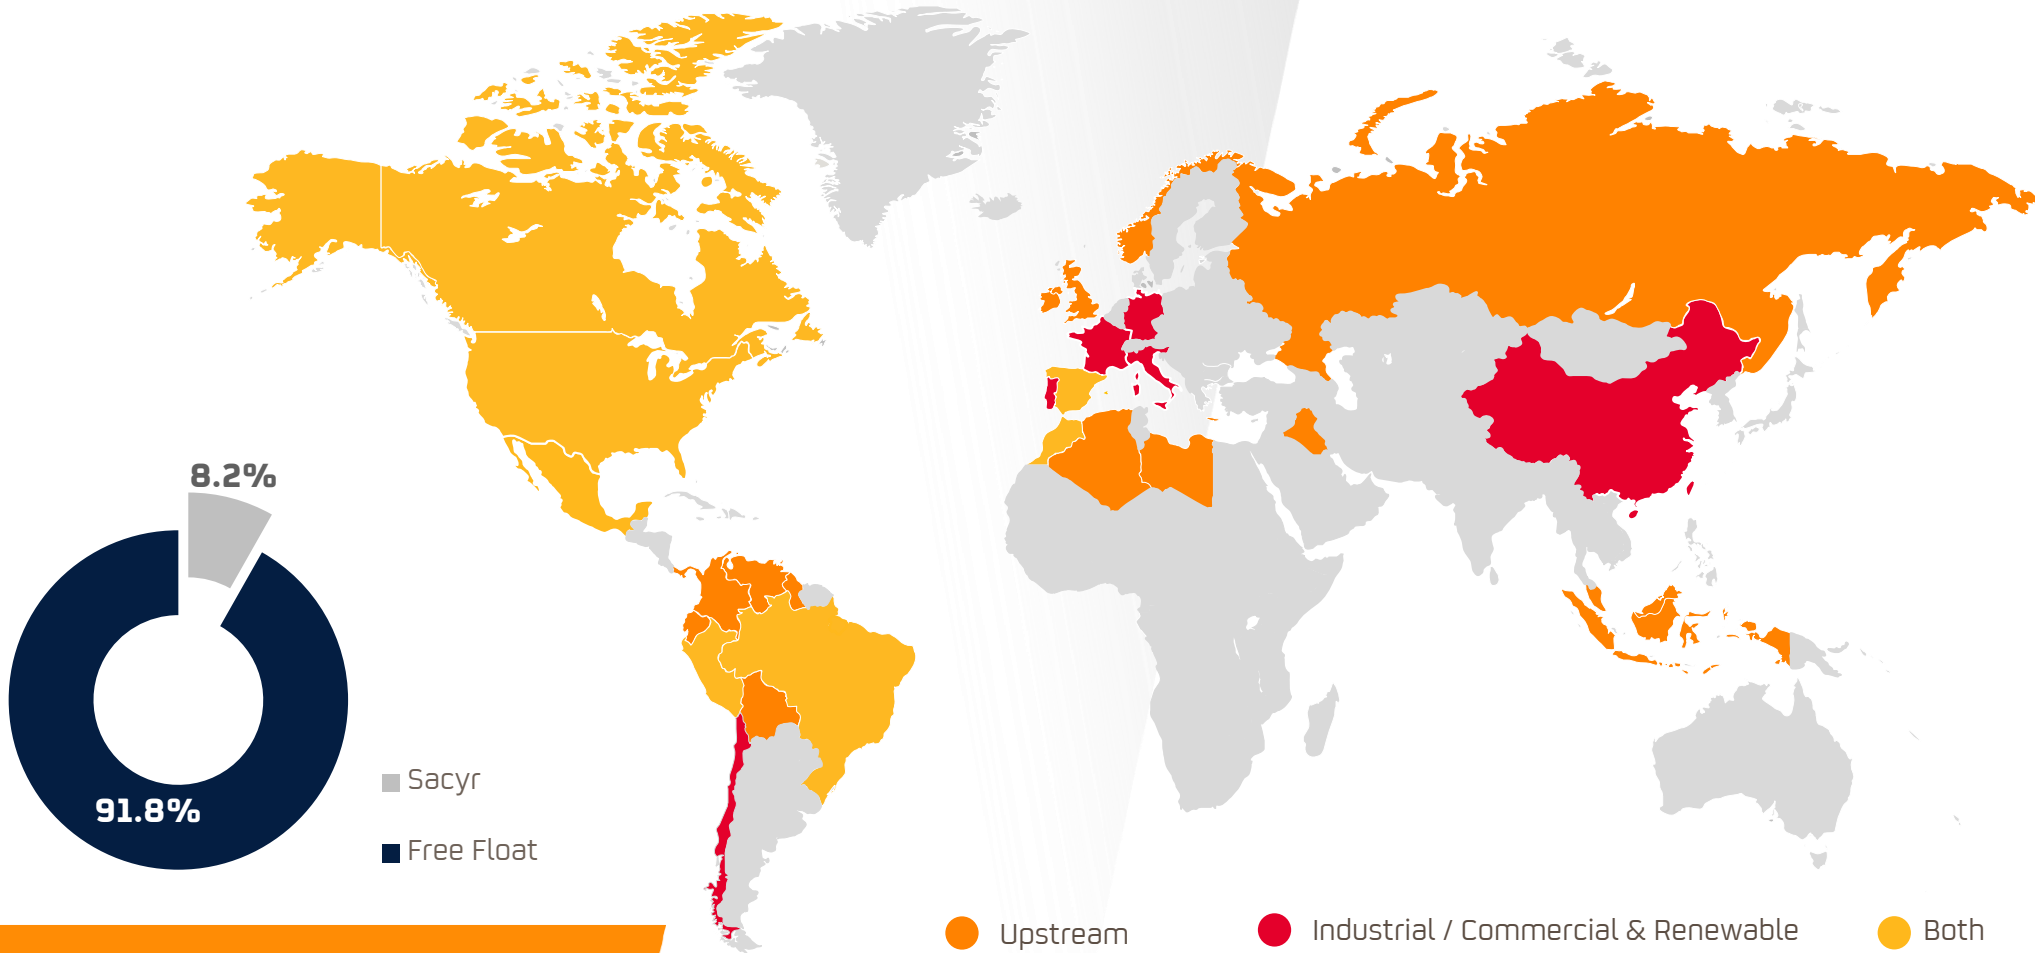 8.2%
91.8%
Sacyr
Free Float
Upstream
Industrial / Commercial & Renewable
Both